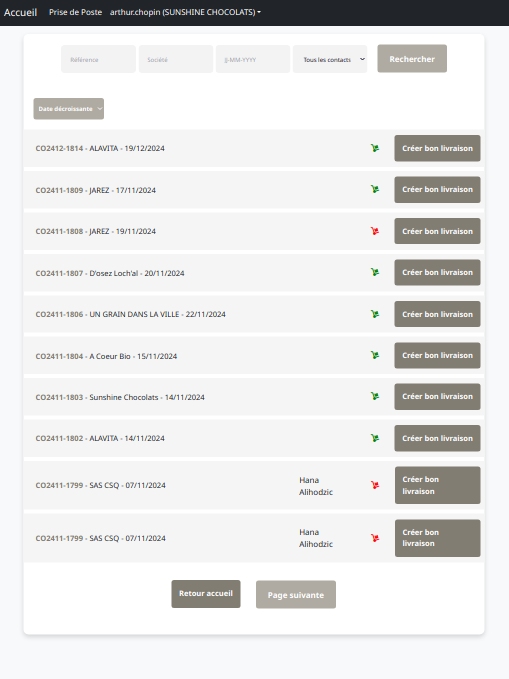 Accueil Prise de Poste arthur.chopin (SUNSHINE CHOCOLATS)
Référence Société jj-MM-YYYY Tous les contacts Rechercher
Date décroissante
CO2412-1814 - ALAVITA - 19/12/2024 Créer bon livraison
CO2411-1809 - JAREZ - 17/11/2024 Créer bon livraison
CO2411-1808 - JAREZ - 19/11/2024 Créer bon livraison
CO2411-1807 - D'osez Loch'al - 20/11/2024 Créer bon livraison
CO2411-1806 - UN GRAIN DANS LA VILLE - 22/11/2024 Créer bon livraison
CO2411-1804 - A Coeur Bio - 15/11/2024 Créer bon livraison
CO2411-1803 - Sunshine Chocolats - 14/11/2024 Créer bon livraison
CO2411-1802 - ALAVITA - 14/11/2024 Créer bon livraison
CO2411-1799 - SAS CSQ - 07/11/2024 Hana Alihodzic Créer bon livraison
CO2411-1799 - SAS CSQ - 07/11/2024 Hana Alihodzic Créer bon livraison
Retour accueil Page suivante